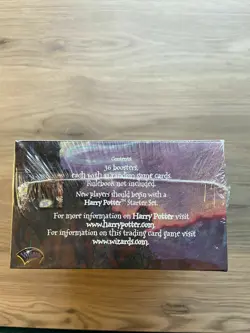 Contents:
36 boosters,
each with 11 random game cards.
Rulebook not included.
New players should begin with a
Harry Potter™ Starter Set.
For more information on Harry Potter visit
www.harrypotter.com.
For information on this trading card game visit
www.wizards.com.